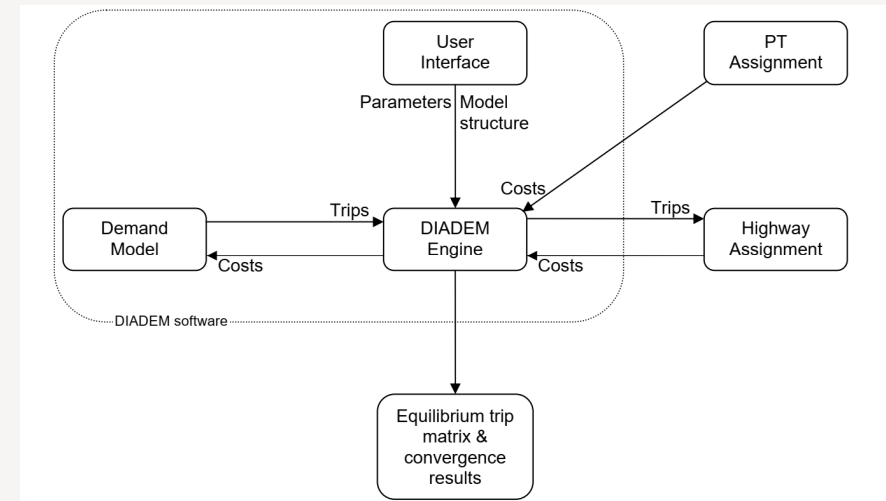 User
Interface
PT
Assignment
Parameters
Model
structure
Costs
Trips
Trips
Demand
Model
DIADEM
Engine
Highway
Assignment
Costs
Costs
DIADEM software
Equilibrium trip
matrix &
convergence
results